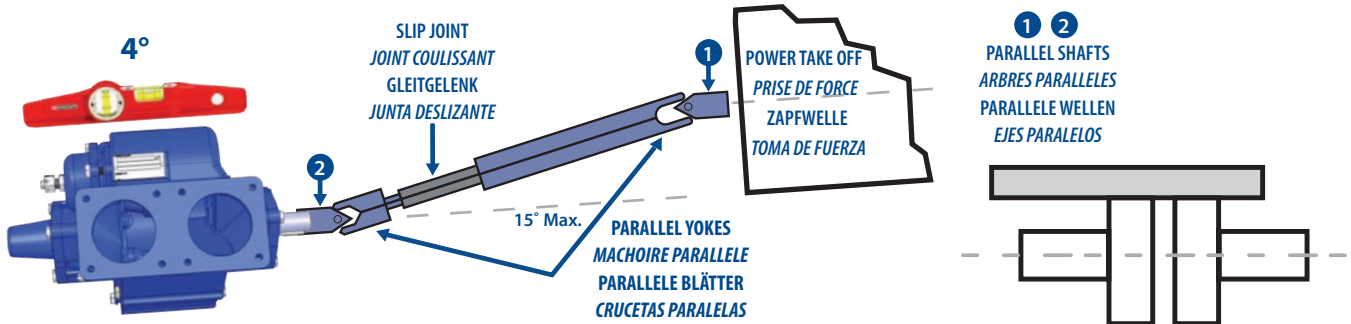 4°
SLIP JOINT
JOINT COULISSANT
GLEITGELENK
JUNTA DESLIZANTE
1
POWER TAKE OFF
PRISE DE FORCE
ZAPFWELLE
TOMA DE FUERZA
2
15° Max.
PARALLEL YOKES
MACHOIRE PARALLELE
PARALLELE BLÄTTER
CRUCETAS PARALELAS
1 2
PARALLEL SHAFTS
ARBRES PARALLELES
PARALLELE WELLEN
EJES PARALELOS